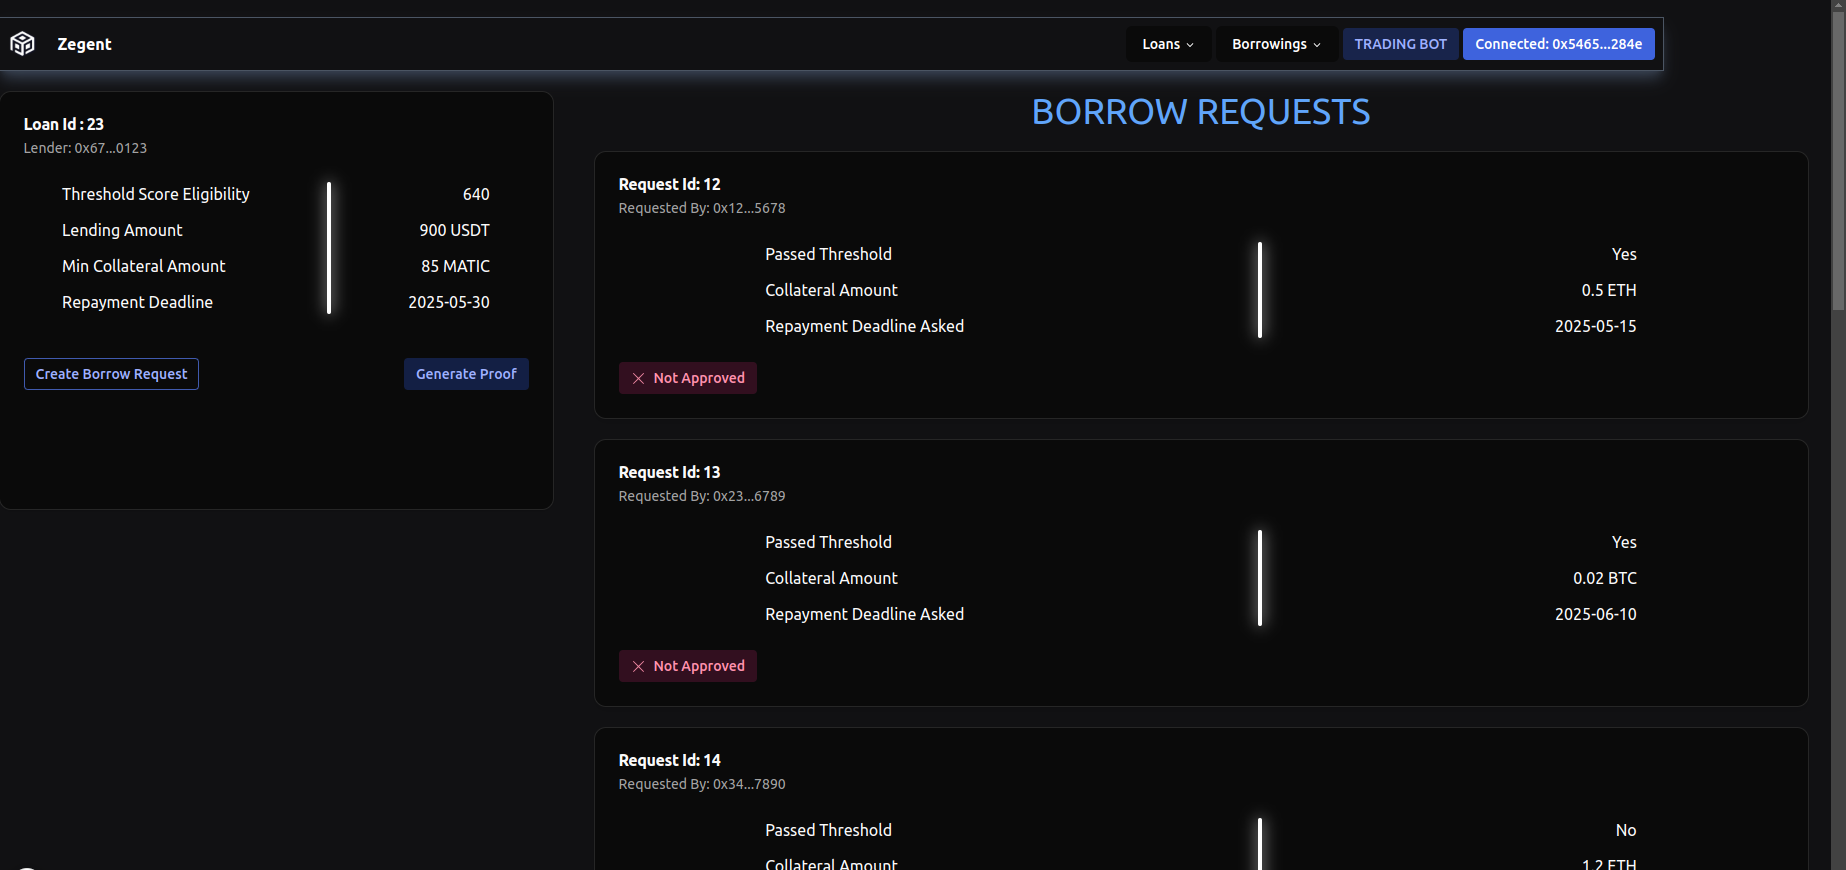 Zegent
Loans
Borrowings
TRADING BOT
Connected: 0x5465...284e
Loan Id : 23
Lender: 0x67...0123
Threshold Score Eligibility 640
Lending Amount 900 USDT
Min Collateral Amount 85 MATIC
Repayment Deadline 2025-05-30
Create Borrow Request
Generate Proof
BORROW REQUESTS
Request Id: 12
Requested By: 0x12...5678
Passed Threshold Yes
Collateral Amount 0.5 ETH
Repayment Deadline Asked 2025-05-15
Not Approved
Request Id: 13
Requested By: 0x23...6789
Passed Threshold Yes
Collateral Amount 0.02 BTC
Repayment Deadline Asked 2025-06-10
Not Approved
Request Id: 14
Requested By: 0x34...7890
Passed Threshold No
Collateral Amount 1.2 ETH